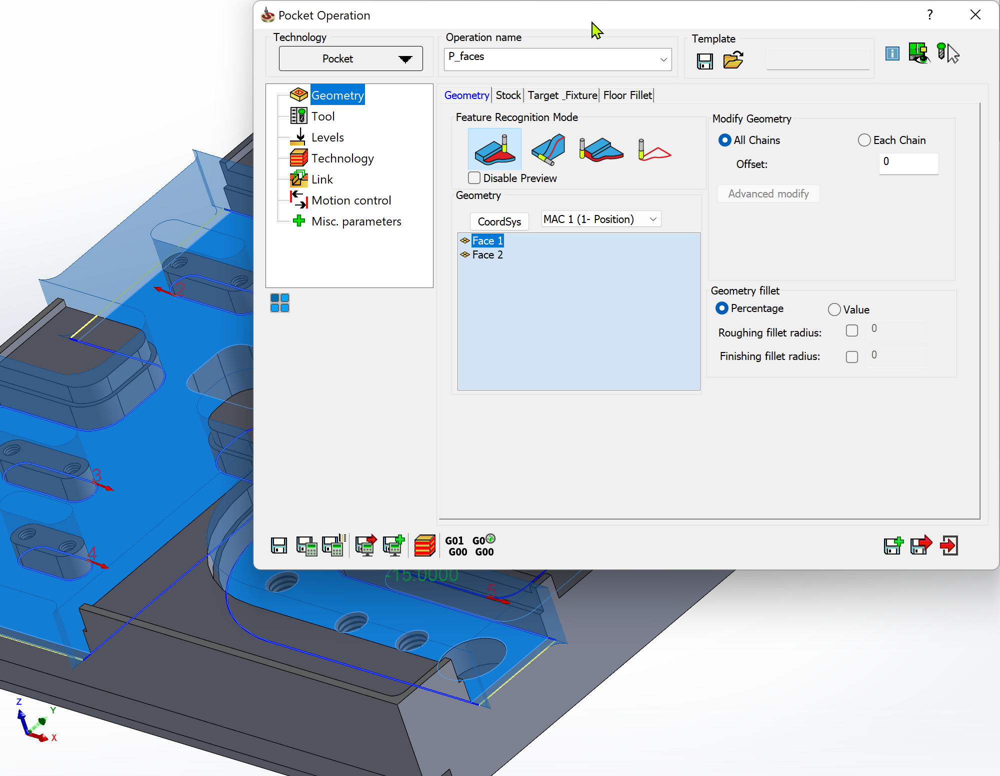 Pocket Operation
?
Technology
Operation name
Template
Pocket
P_faces
Geometry
Tool
Levels
Technology
Link
Motion control
Misc. parameters
Geometry
Stock
Target _Fixture
Floor Fillet
Feature Recognition Mode
Disable Preview
Geometry
CoordSys
MAC 1 (1- Position)
Face 1
Face 2
Modify Geometry
All Chains
Each Chain
Offset:
0
Advanced modify
Geometry fillet
Percentage
Value
Roughing fillet radius:
0
Finishing fillet radius:
0
G01
G00
G0
G00
2
3
4
-15.0000
5
Z
Y
X